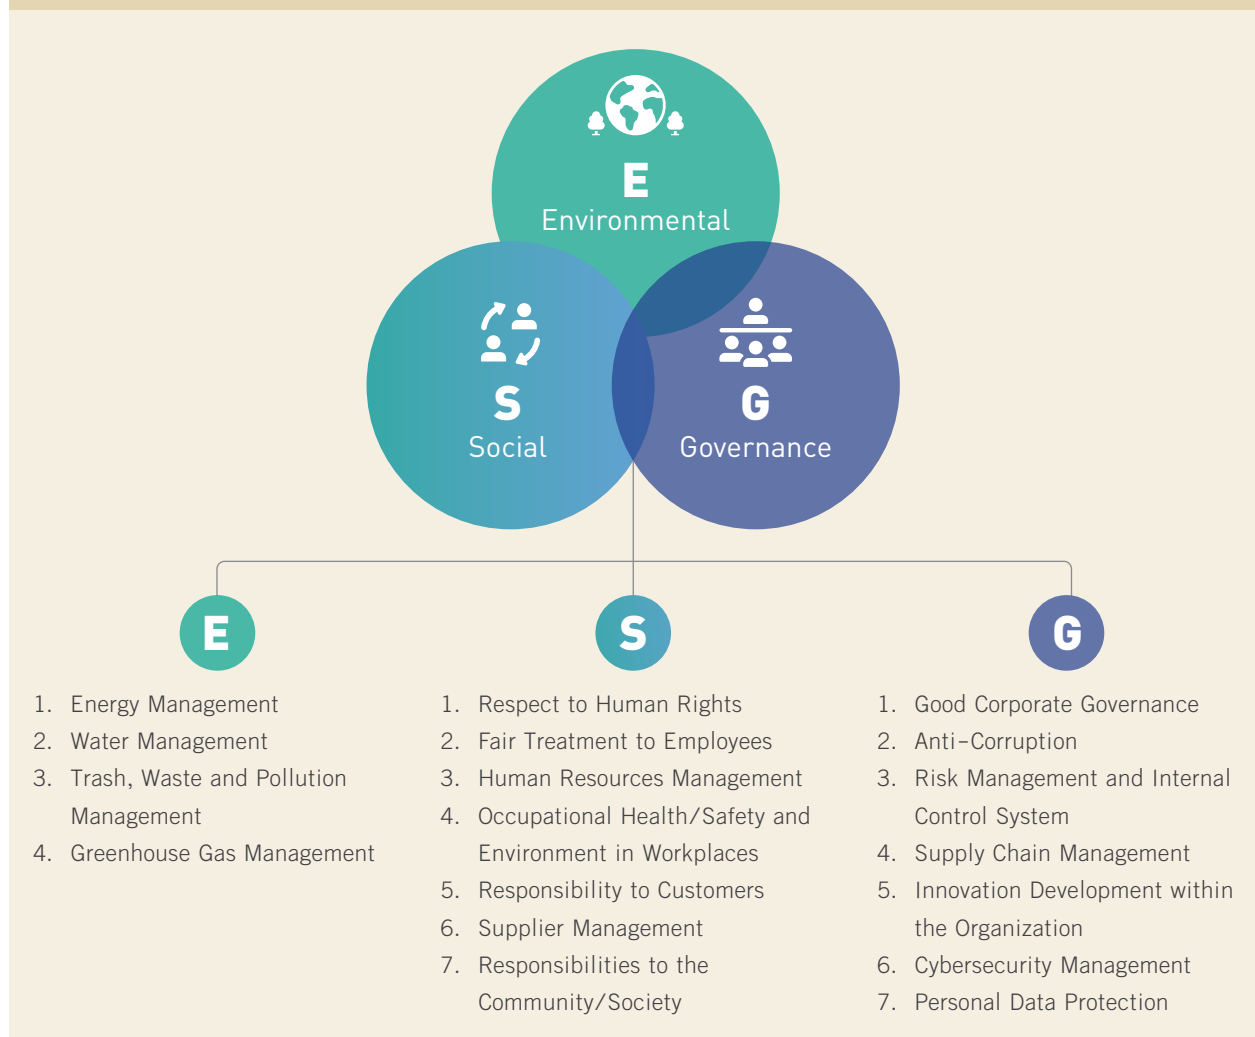 E
Environmental
S
Social
G
Governance
E
1. Energy Management
2. Water Management
3. Trash, Waste and Pollution
Management
4. Greenhouse Gas Management
S
1. Respect to Human Rights
2. Fair Treatment to Employees
3. Human Resources Management
4. Occupational Health/Safety and
Environment in Workplaces
5. Responsibility to Customers
6. Supplier Management
7. Responsibilities to the
Community/Society
G
1. Good Corporate Governance
2. Anti-Corruption
3. Risk Management and Internal
Control System
4. Supply Chain Management
5. Innovation Development within
the Organization
6. Cybersecurity Management
7. Personal Data Protection